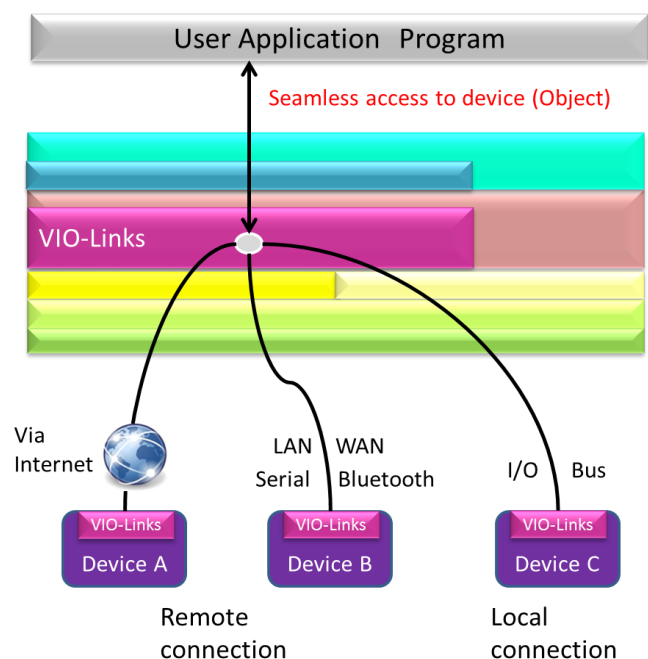 User Application Program
Seamless access to device (Object)
VIO-Links
Via
Internet
LAN WAN
Serial Bluetooth
I/O Bus
VIO-Links VIO-Links VIO-Links
Device A Device B Device C
Remote
connection
Local
connection